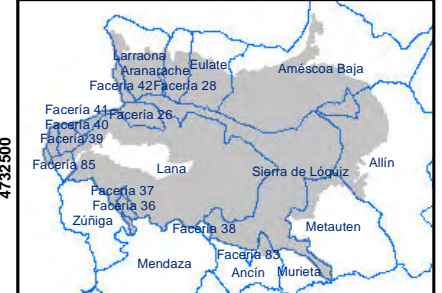 Larraona
Eulate
Aranarache
Améscoa Baja
Facería 42
Facería 28
Facería 41
Facería 26
Facería 40
Facería 39
4732500
Facería 85
Lana
Sierra de Lóquiz
Allín
Facería 37
Facería 36
Zúñiga
Facería 38
Metauten
Facería 83
Mendaza
Ancín
Murieta